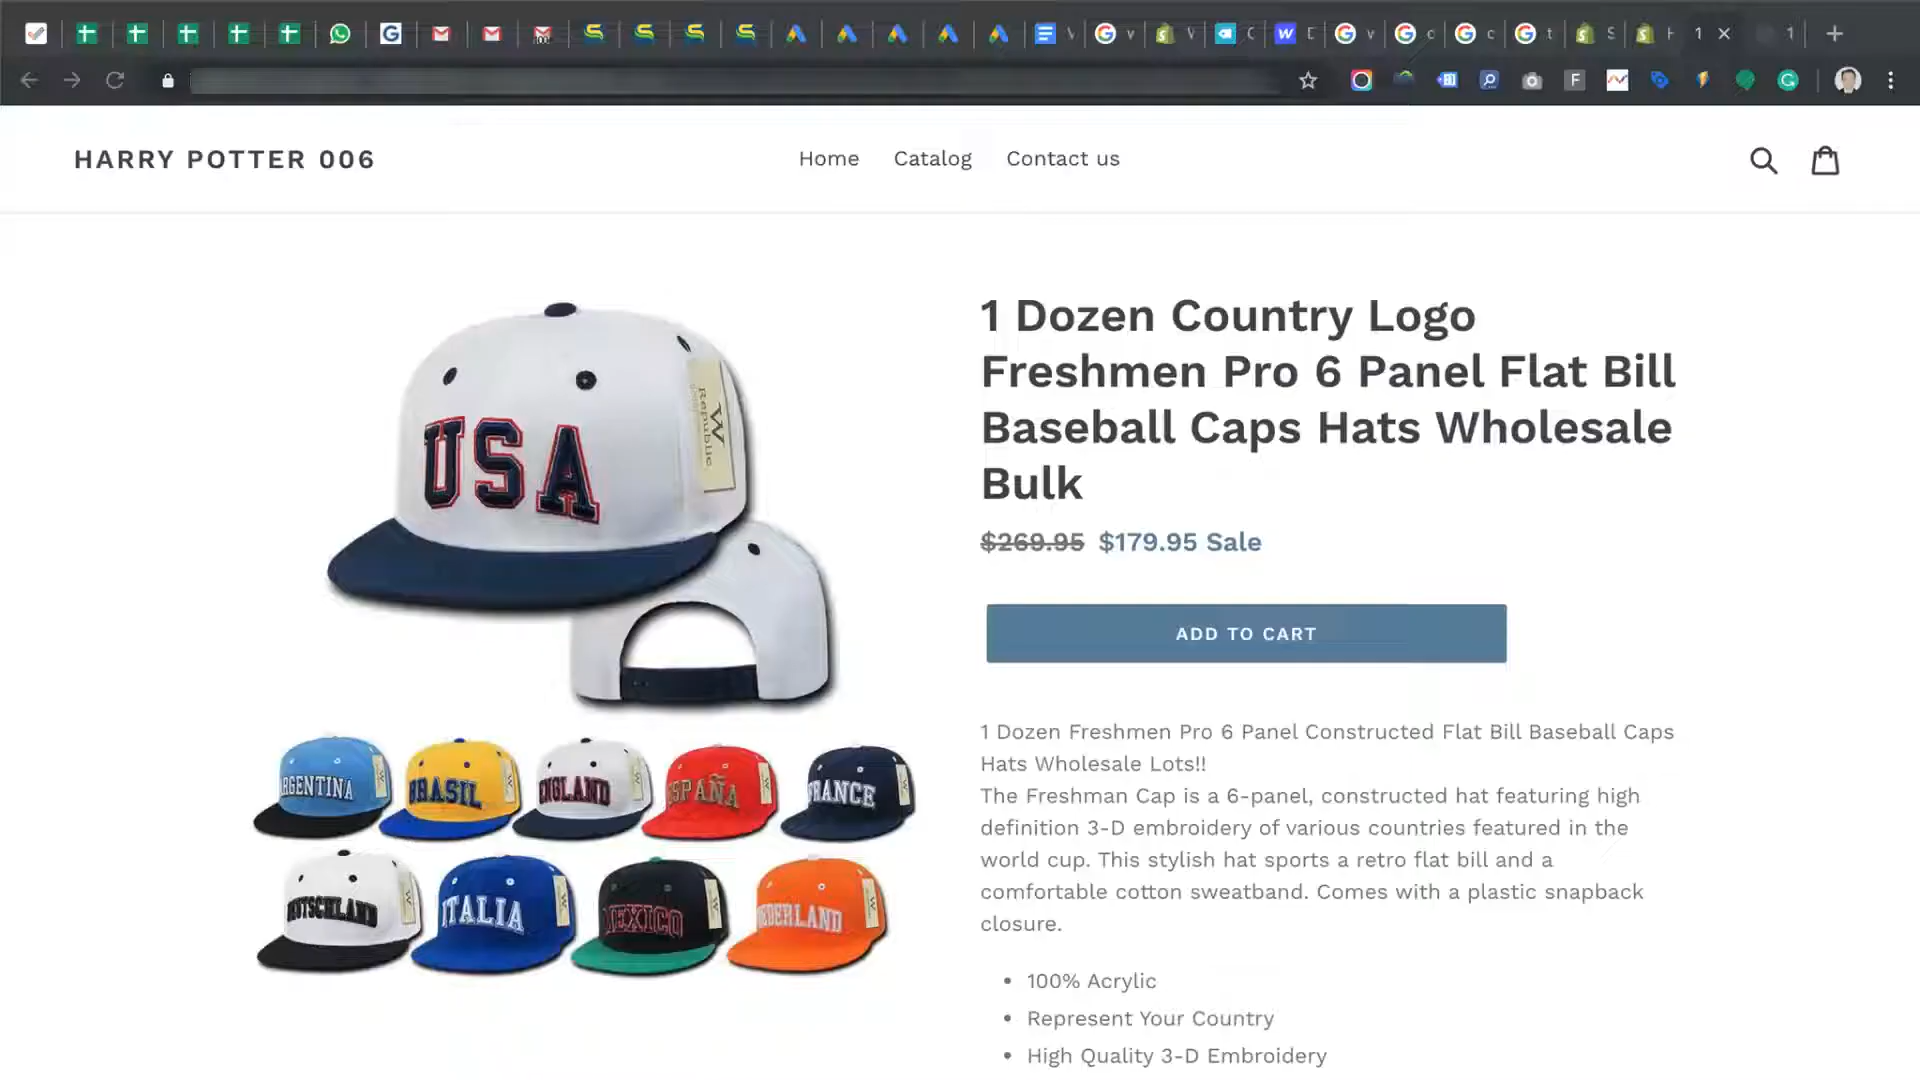 HARRY POTTER 006
Home Catalog Contact us
1 Dozen Country Logo
Freshmen Pro 6 Panel Flat Bill
Baseball Caps Hats Wholesale
Bulk
$269.95 $179.95 Sale
ADD TO CART
1 Dozen Freshmen Pro 6 Panel Constructed Flat Bill Baseball Caps
Hats Wholesale Lots!!
The Freshman Cap is a 6-panel, constructed hat featuring high
definition 3-D embroidery of various countries featured in the
world cup. This stylish hat sports a retro flat bill and a
comfortable cotton sweatband. Comes with a plastic snapback
closure.
100% Acrylic
Represent Your Country
High Quality 3-D Embroidery
USA
W Republic
ARGENTINA BRASIL ENGLAND ESPAÑA FRANCE
DEUTSCHLAND ITALIA MEXICO NEDERLAND